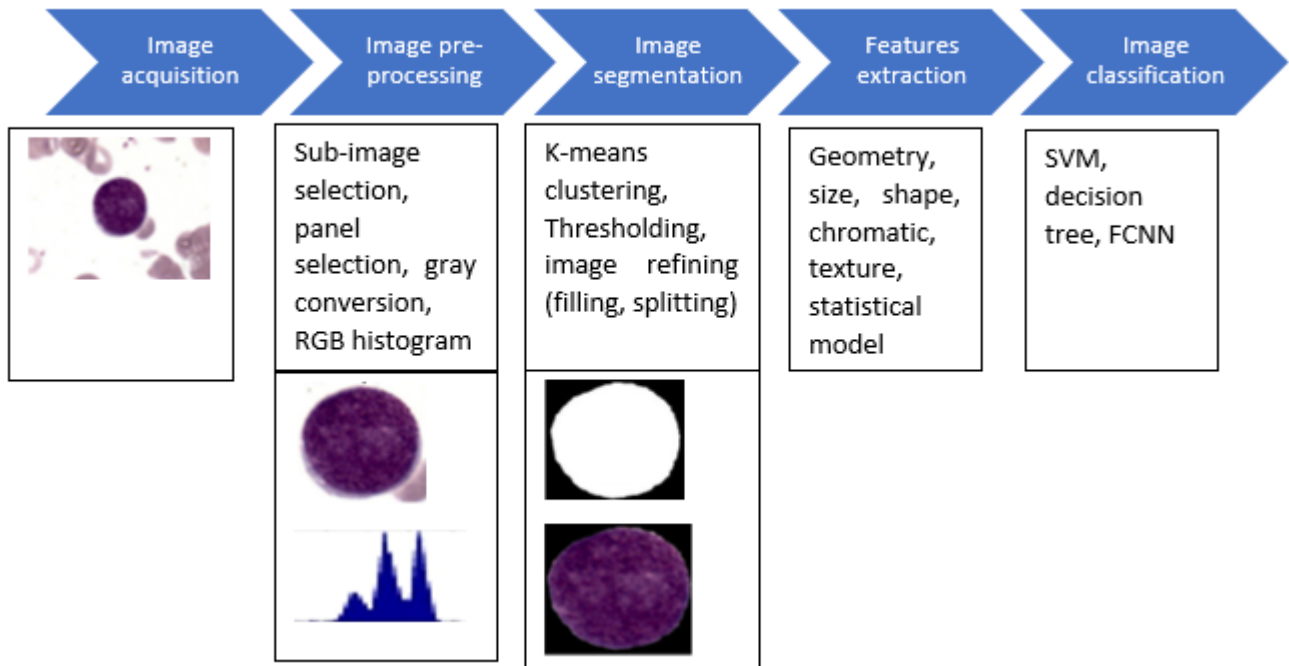 Image
acquisition
Image pre-
processing
Image
segmentation
Features
extraction
Image
classification
Sub-image
selection,
panel
selection, gray
conversion,
RGB histogram
K-means
clustering,
Thresholding,
image refining
(filling, splitting)
Geometry,
size, shape,
chromatic,
texture,
statistical
model
SVM,
decision
tree, FCNN